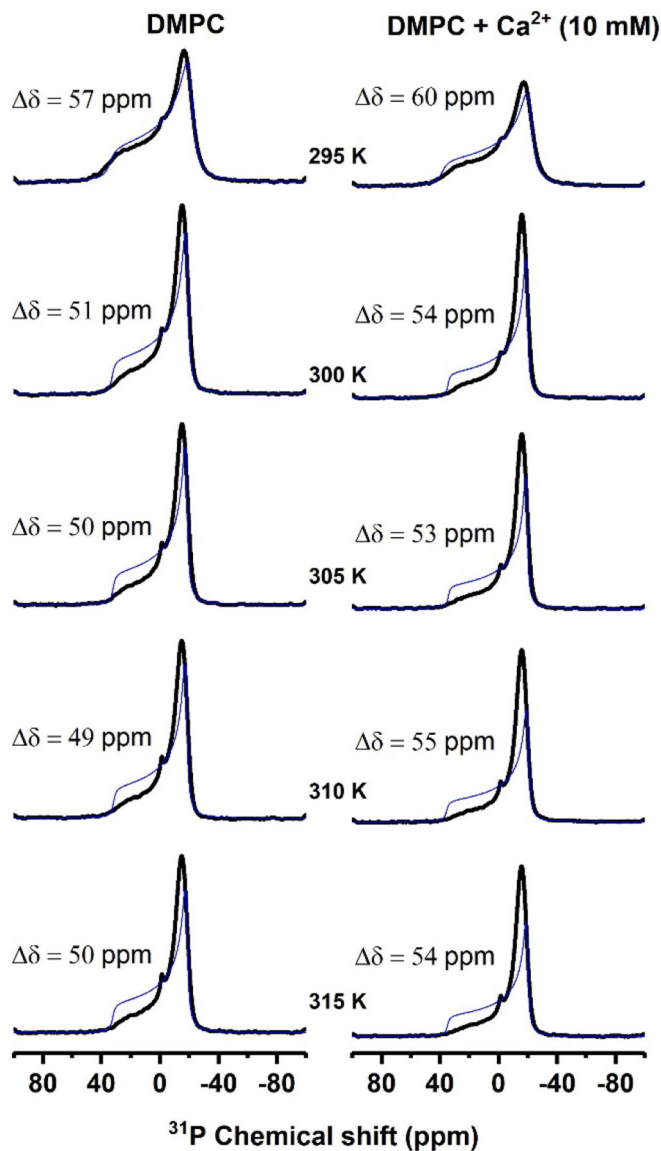 DMPC DMPC + Ca²⁺ (10 mM)
Δδ = 57 ppm Δδ = 60 ppm
295 K
Δδ = 51 ppm Δδ = 54 ppm
300 K
Δδ = 50 ppm Δδ = 53 ppm
305 K
Δδ = 49 ppm Δδ = 55 ppm
310 K
Δδ = 50 ppm Δδ = 54 ppm
315 K
80 40 0 -40 -80 80 40 0 -40 -80
³¹P Chemical shift (ppm)